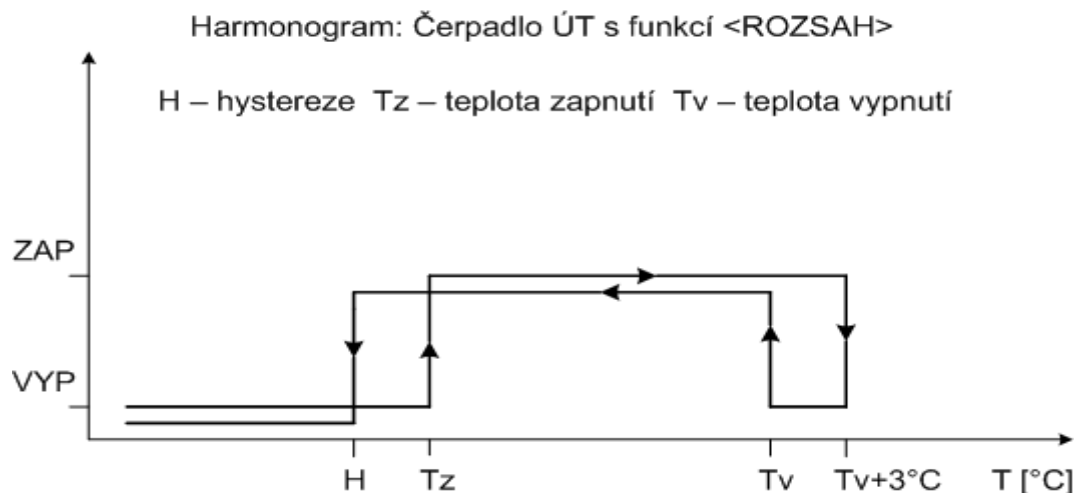 Harmonogram: Čerpadlo ÚT s funkcí <ROZSAH>
H – hystereze Tz – teplota zapnutí Tv – teplota vypnutí
ZAP
VYP
H Tz Tv Tv+3°C T [°C]